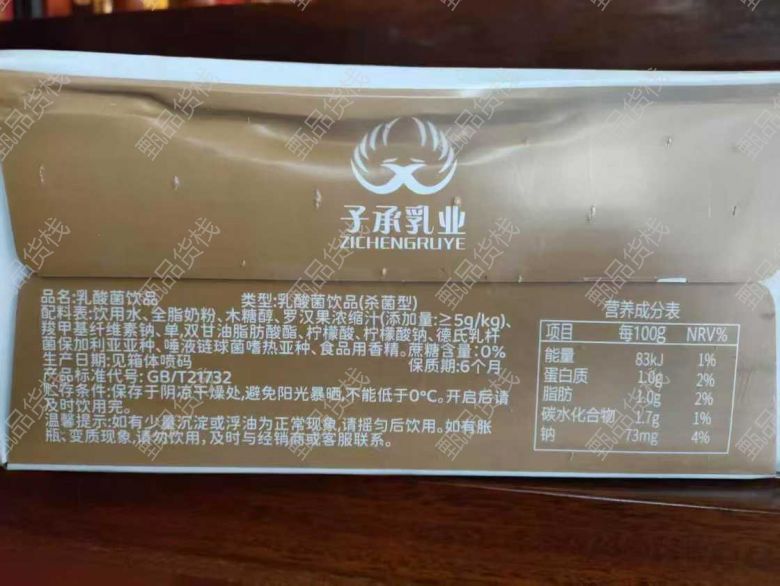 子承乳业
ZICHENGRUYE
品名:乳酸菌饮品 类型:乳酸菌饮品(杀菌型)
配料表:饮用水、全脂奶粉、木糖醇、罗汉果浓缩汁(添加量:≥5g/kg)、
羧甲基纤维素钠、单,双甘油脂肪酸酯、柠檬酸、柠檬酸钠、德氏乳杆
菌保加利亚亚种、唾液链球菌嗜热亚种、食品用香精。蔗糖含量:0%
生产日期:见箱体喷码 保质期:6个月
产品标准代号:GB/T21732
贮存条件:保存于阴凉干燥处,避免阳光暴晒,不能低于0°C。开启后请
及时饮用完。
温馨提示:如有少量沉淀或浮油为正常现象,请摇匀后饮用。如有胀
瓶、变质现象,请勿饮用,及时与经销商或客服联系。
营养成分表
项目 每100g NRV%
能量 83kJ 1%
蛋白质 1.0g 2%
脂肪 1.0g 2%
碳水化合物 1.7g 1%
钠 73mg 4%
甄品货栈